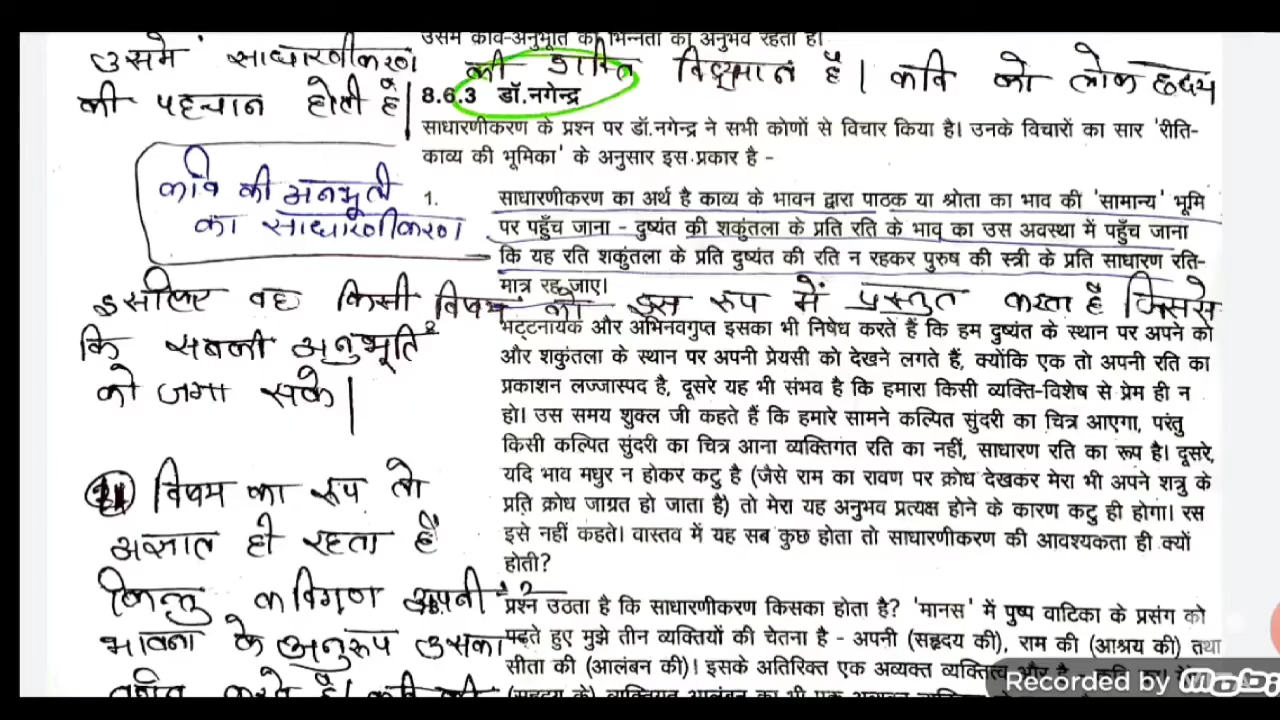 उसमें काव्य-अनुभूति की भिन्नता का अनुभव रहता हो।
उसमें साधारणीकरण की शक्ति विद्यमान है। कवि को लोक हृदय
की पहचान होती है।
8.6.3 डॉ.नगेन्द्र
साधारणीकरण के प्रश्न पर डॉ.नगेन्द्र ने सभी कोणों से विचार किया है। उनके विचारों का सार 'रीति-
काव्य की भूमिका' के अनुसार इस प्रकार है -
कवि की अनुभूती
का साधारणीकरण
1. साधारणीकरण का अर्थ है काव्य के भावन द्वारा पाठक या श्रोता का भाव की 'सामान्य' भूमि
पर पहुँच जाना - दुष्यंत की शकुंतला के प्रति रति के भाव का उस अवस्था में पहुँच जाना
कि यह रति शकुंतला के प्रति दुष्यंत की रति न रहकर पुरुष की स्त्री के प्रति साधारण रति-
मात्र रह जाए।
इसलिए वह किसी विषय को इस रूप में प्रस्तुत करता है जिससे
कि सबकी अनुभूति
को जगा सके।
भट्टनायक और अभिनवगुप्त इसका भी निषेध करते हैं कि हम दुष्यंत के स्थान पर अपने को
और शकुंतला के स्थान पर अपनी प्रेयसी को देखने लगते हैं, क्योंकि एक तो अपनी रति का
प्रकाशन लज्जास्पद है, दूसरे यह भी संभव है कि हमारा किसी व्यक्ति-विशेष से प्रेम ही न
हो। उस समय शुक्ल जी कहते हैं कि हमारे सामने कल्पित सुंदरी का चित्र आएगा, परंतु
किसी कल्पित सुंदरी का चित्र आना व्यक्तिगत रति का नहीं, साधारण रति का रूप है। दूसरे,
यदि भाव मधुर न होकर कटु है (जैसे राम का रावण पर क्रोध देखकर मेरा भी अपने शत्रु के
प्रति क्रोध जाग्रत हो जाता है) तो मेरा यह अनुभव प्रत्यक्ष होने के कारण कटु ही होगा। रस
इसे नहीं कहते। वास्तव में यह सब कुछ होता तो साधारणीकरण की आवश्यकता ही क्यों
होती?
विषम का रूप तो
अज्ञात ही रहता है
किन्तु कविगण अपनी
भावना के अनुरूप उसका
प्रश्न उठता है कि साधारणीकरण किसका होता है? 'मानस' में पुष्प वाटिका के प्रसंग को
पढ़ते हुए मुझे तीन व्यक्तियों की चेतना है - अपनी (सहृदय की), राम की (आश्रय की) तथा
सीता की (आलंबन की)। इसके अतिरिक्त एक अव्यक्त व्यक्तित्व और है -
Recorded by